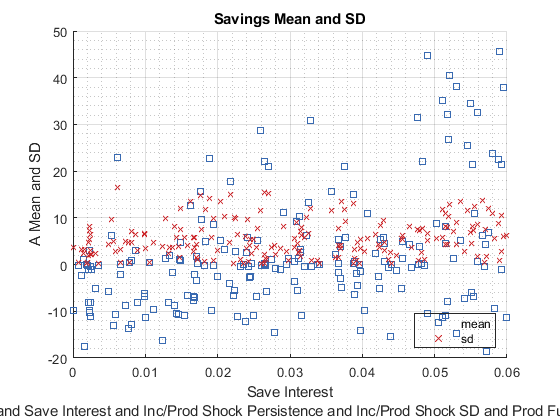 Savings Mean and SD
A Mean and SD
50
40
30
20
10
0
-10
-20
0
0.01
0.02
0.03
0.04
0.05
0.06
mean
sd
Save Interest
and Save Interest and Inc/Prod Shock Persistence and Inc/Prod Shock SD and Prod Fu